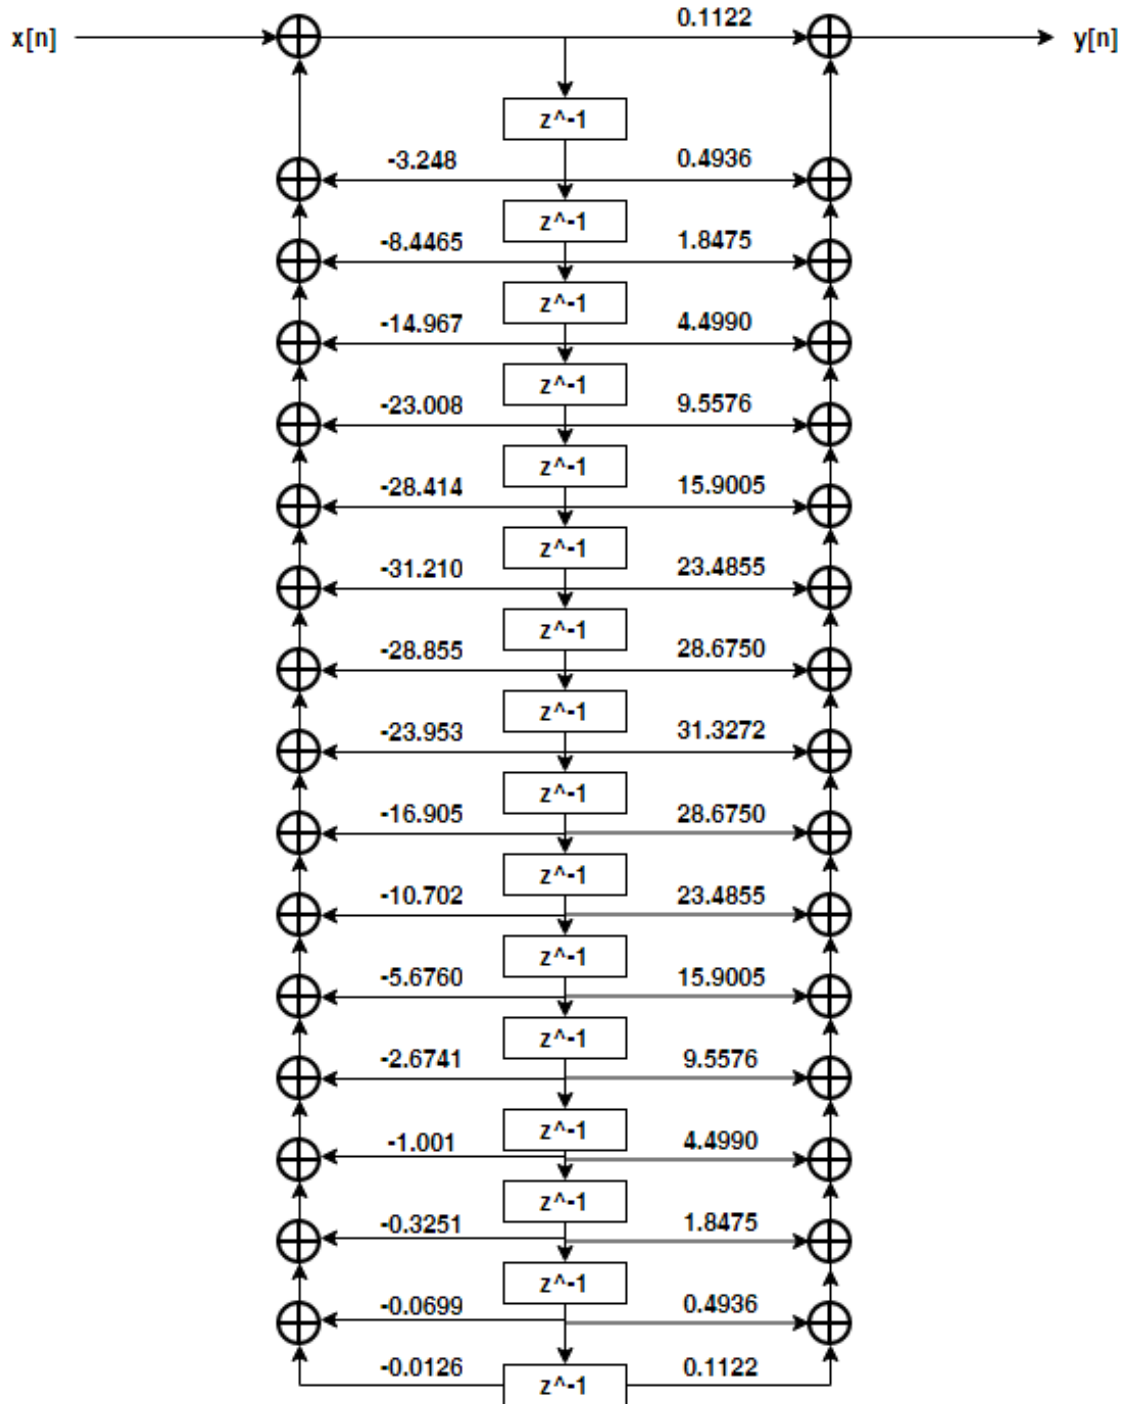 0.1122
x[n] y[n]
z^-1
-3.248 0.4936
z^-1
-8.4465 1.8475
z^-1
-14.967 4.4990
z^-1
-23.008 9.5576
z^-1
-28.414 15.9005
z^-1
-31.210 23.4855
z^-1
-28.855 28.6750
z^-1
-23.953 31.3272
z^-1
-16.905 28.6750
z^-1
-10.702 23.4855
z^-1
-5.6760 15.9005
z^-1
-2.6741 9.5576
z^-1
-1.001 4.4990
z^-1
-0.3251 1.8475
z^-1
-0.0699 0.4936
-0.0126 0.1122
z^-1